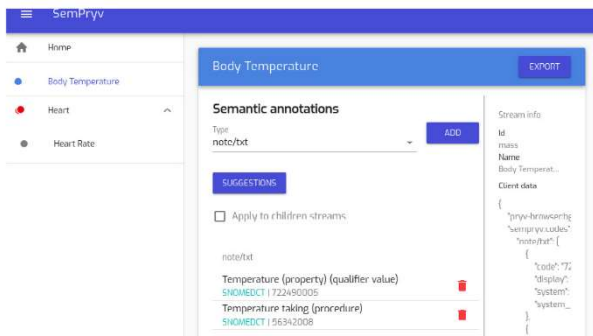 SemPryv
Home
Body Temperature
Heart
Heart Rate
Body Temperature
EXPORT
Semantic annotations
Type
note/txt
ADD
SUGGESTIONS
Apply to children streams
note/txt
Temperature (property) (qualifier value)
SNOMEDCT | 722490005
Temperature taking (procedure)
SNOMEDCT | 56342008
Stream info
Id
mass
Name
Body Temperat...
Client data
{
"pryv-browser:bg
"sempryv:codes"
"note/txt": [
{
"code": "72
"display":
"system":
"system_
},
{